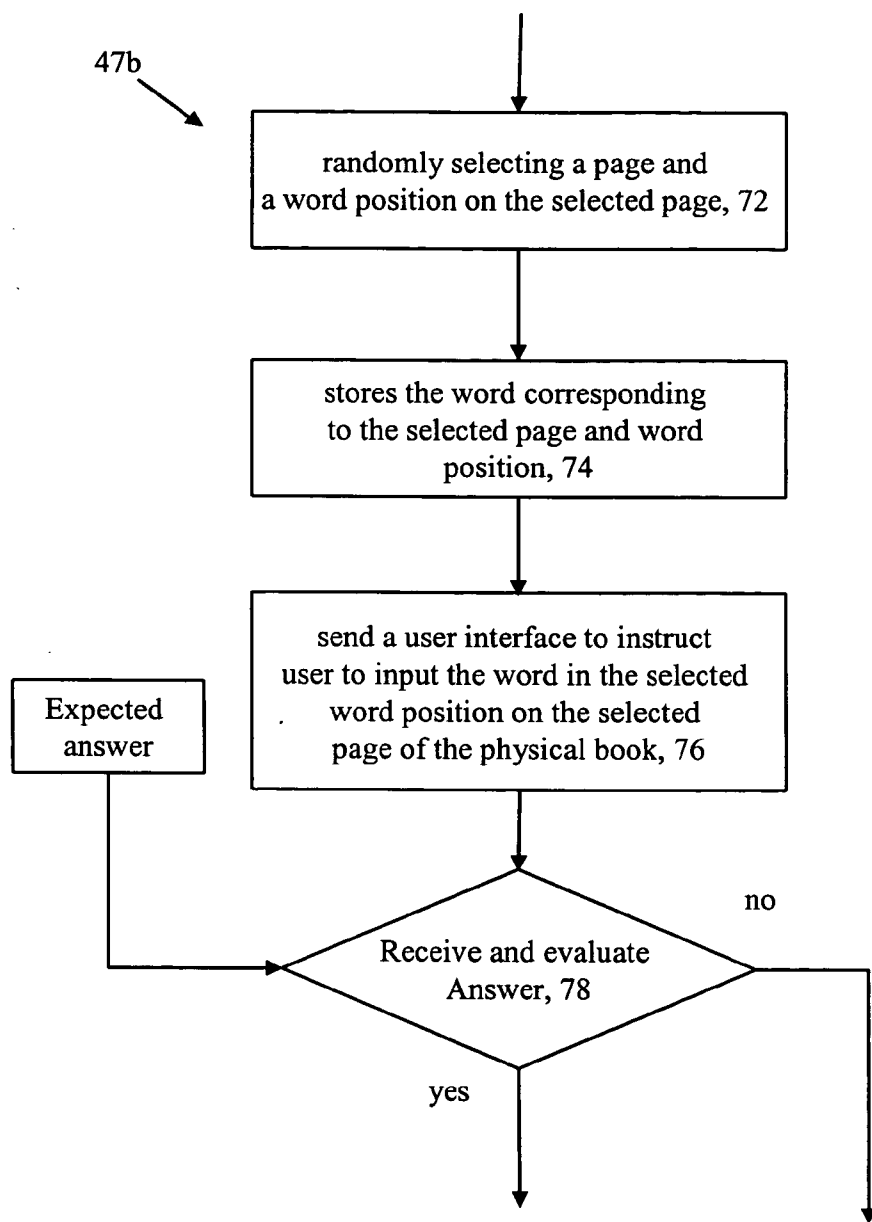 47b
randomly selecting a page and
a word position on the selected page, 72
stores the word corresponding
to the selected page and word
position, 74
send a user interface to instruct
user to input the word in the selected
word position on the selected
page of the physical book, 76
Expected
answer
Receive and evaluate
Answer, 78
no
yes